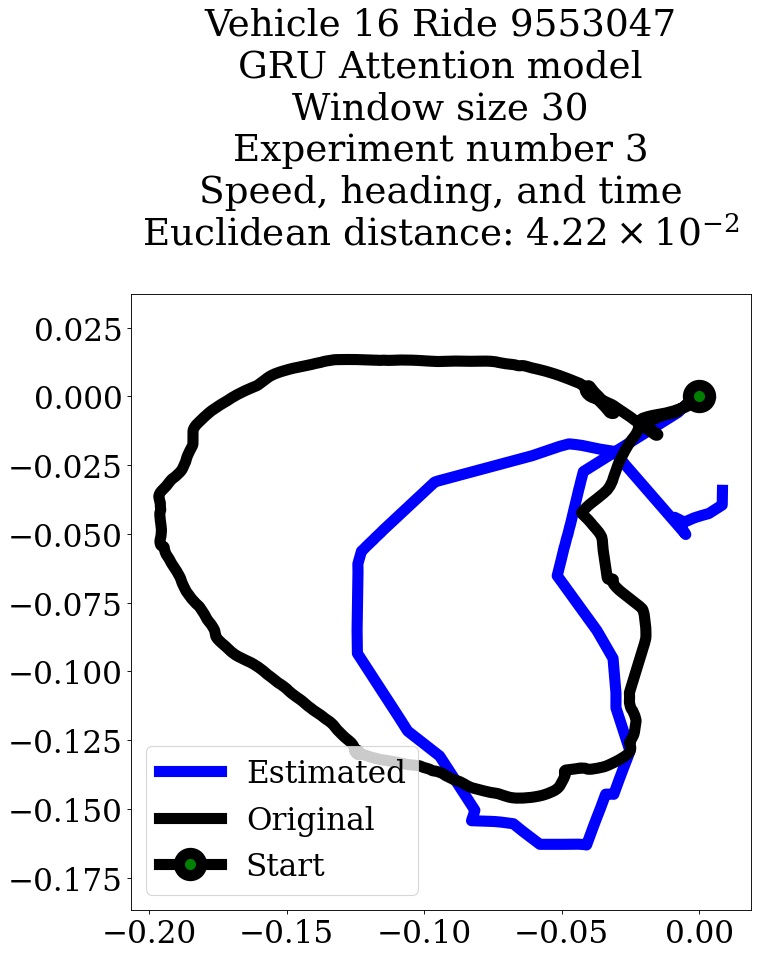 Vehicle 16 Ride 9553047
GRU Attention model
Window size 30
Experiment number 3
Speed, heading, and time
Euclidean distance: 4.22 × 10⁻²
0.025
0.000
−0.025
−0.050
−0.075
−0.100
−0.125
−0.150
−0.175
Estimated
Original
Start
−0.20 −0.15 −0.10 −0.05 0.00